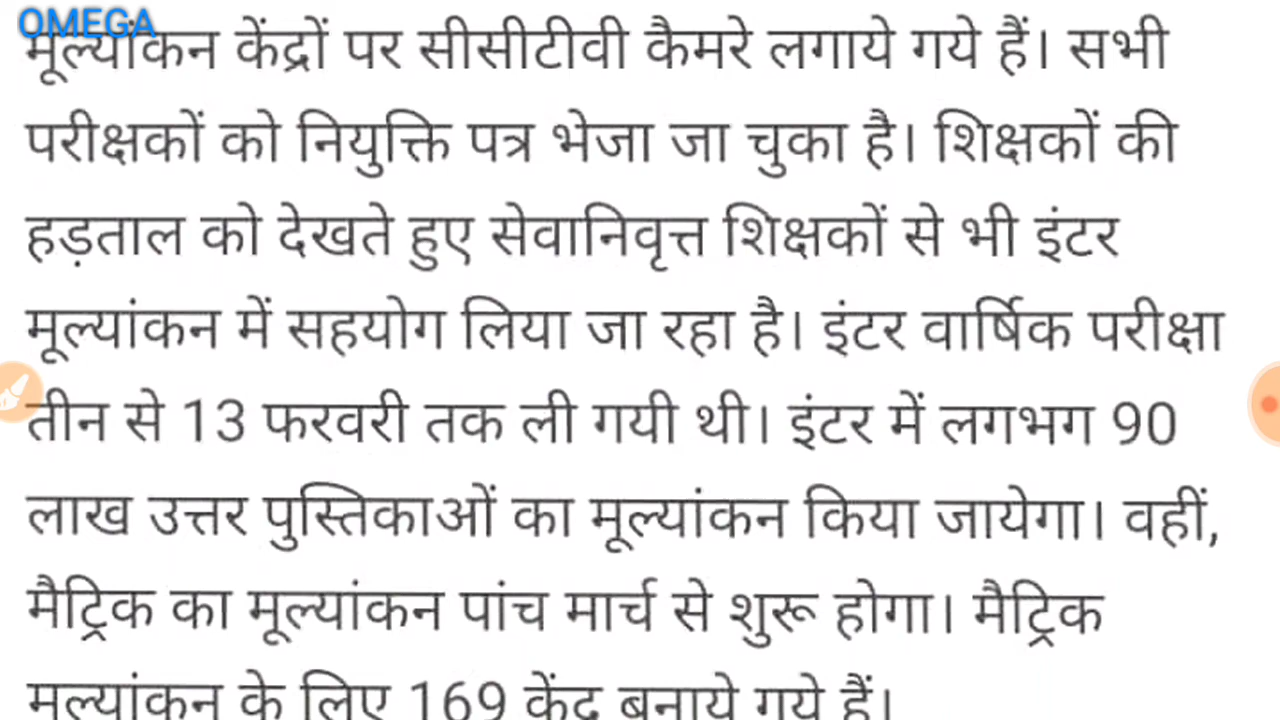 OMEGA
मूल्यांकन केंद्रों पर सीसीटीवी कैमरे लगाये गये हैं। सभी
परीक्षकों को नियुक्ति पत्र भेजा जा चुका है। शिक्षकों की
हड़ताल को देखते हुए सेवानिवृत्त शिक्षकों से भी इंटर
मूल्यांकन में सहयोग लिया जा रहा है। इंटर वार्षिक परीक्षा
तीन से 13 फरवरी तक ली गयी थी। इंटर में लगभग 90
लाख उत्तर पुस्तिकाओं का मूल्यांकन किया जायेगा। वहीं,
मैट्रिक का मूल्यांकन पांच मार्च से शुरू होगा। मैट्रिक
मूल्यांकन के लिए 169 केंद्र बनाये गये हैं।